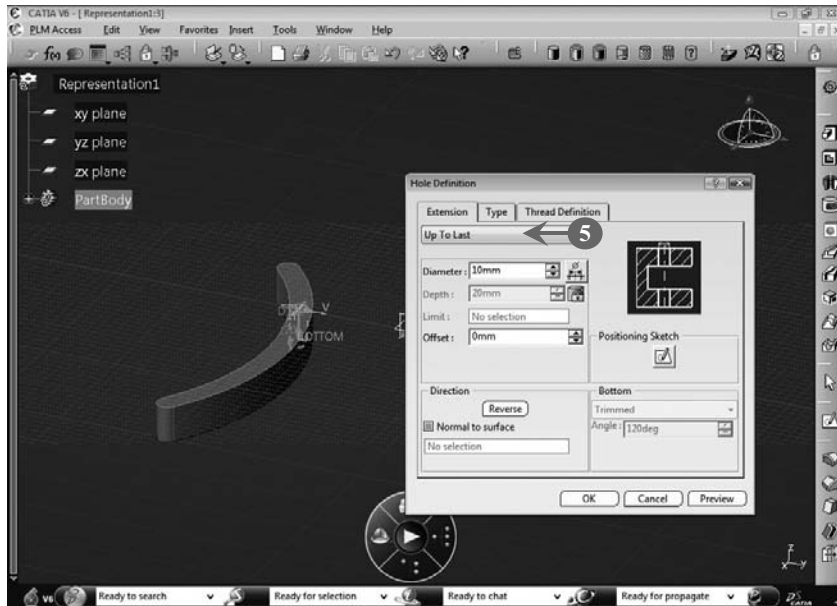 CATIA V6 - [ Representation1:3]
PLM Access Edit View Favorites Insert Tools Window Help
Representation1
xy plane
yz plane
zx plane
PartBody
V
BOTTOM
Hole Definition
Extension Type Thread Definition
Up To Last
5
Diameter : 10mm
Depth : 20mm
Limit : No selection
Offset : 0mm
Positioning Sketch
Direction
Reverse
Normal to surface
No selection
Bottom
Trimmed
Angle : 120deg
OK Cancel Preview
V6 Ready to search Ready for selection Ready to chat Ready for propagate CATIA